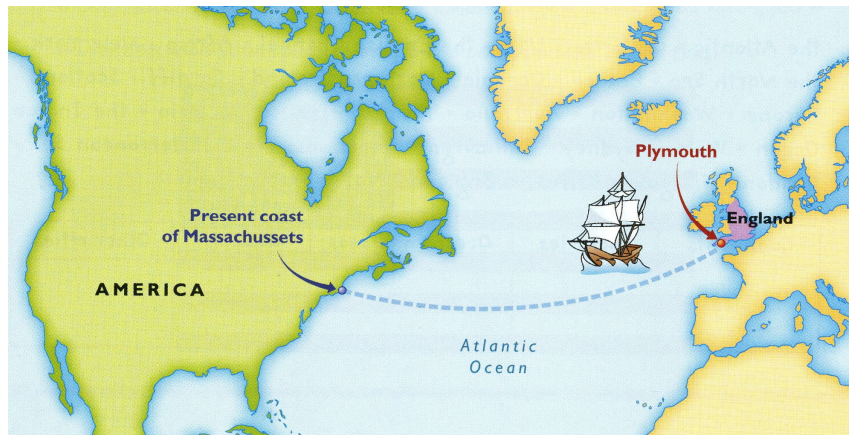 Plymouth
England
Present coast
of Massachussets
AMERICA
Atlantic
Ocean